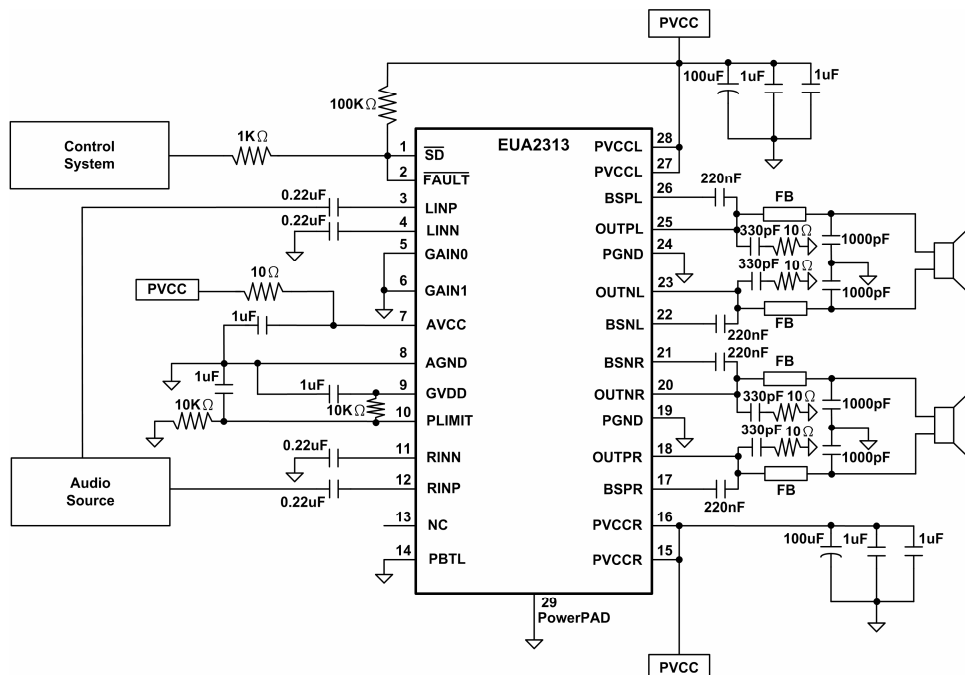 PVCC
100uF 1uF 1uF
100KΩ
Control
System
1KΩ
EUA2313
1 SD
2 FAULT
3 LINP
4 LINN
5 GAIN0
6 GAIN1
7 AVCC
8 AGND
9 GVDD
10 PLIMIT
11 RINN
12 RINP
13 NC
14 PBTL
PVCCL 28
PVCCL 27
BSPL 26
OUTPL 25
PGND 24
OUTNL 23
BSNL 22
BSNR 21
OUTNR 20
PGND 19
OUTPR 18
BSPR 17
PVCCR 16
PVCCR 15
29
PowerPAD
0.22uF
0.22uF
PVCC
10Ω
1uF
1uF
1uF
10KΩ
10KΩ
0.22uF
0.22uF
Audio
Source
220nF
FB
330pF 10Ω
1000pF
330pF 10Ω
1000pF
FB
220nF
220nF
FB
330pF 10Ω
1000pF
330pF 10Ω
1000pF
FB
220nF
100uF 1uF 1uF
PVCC